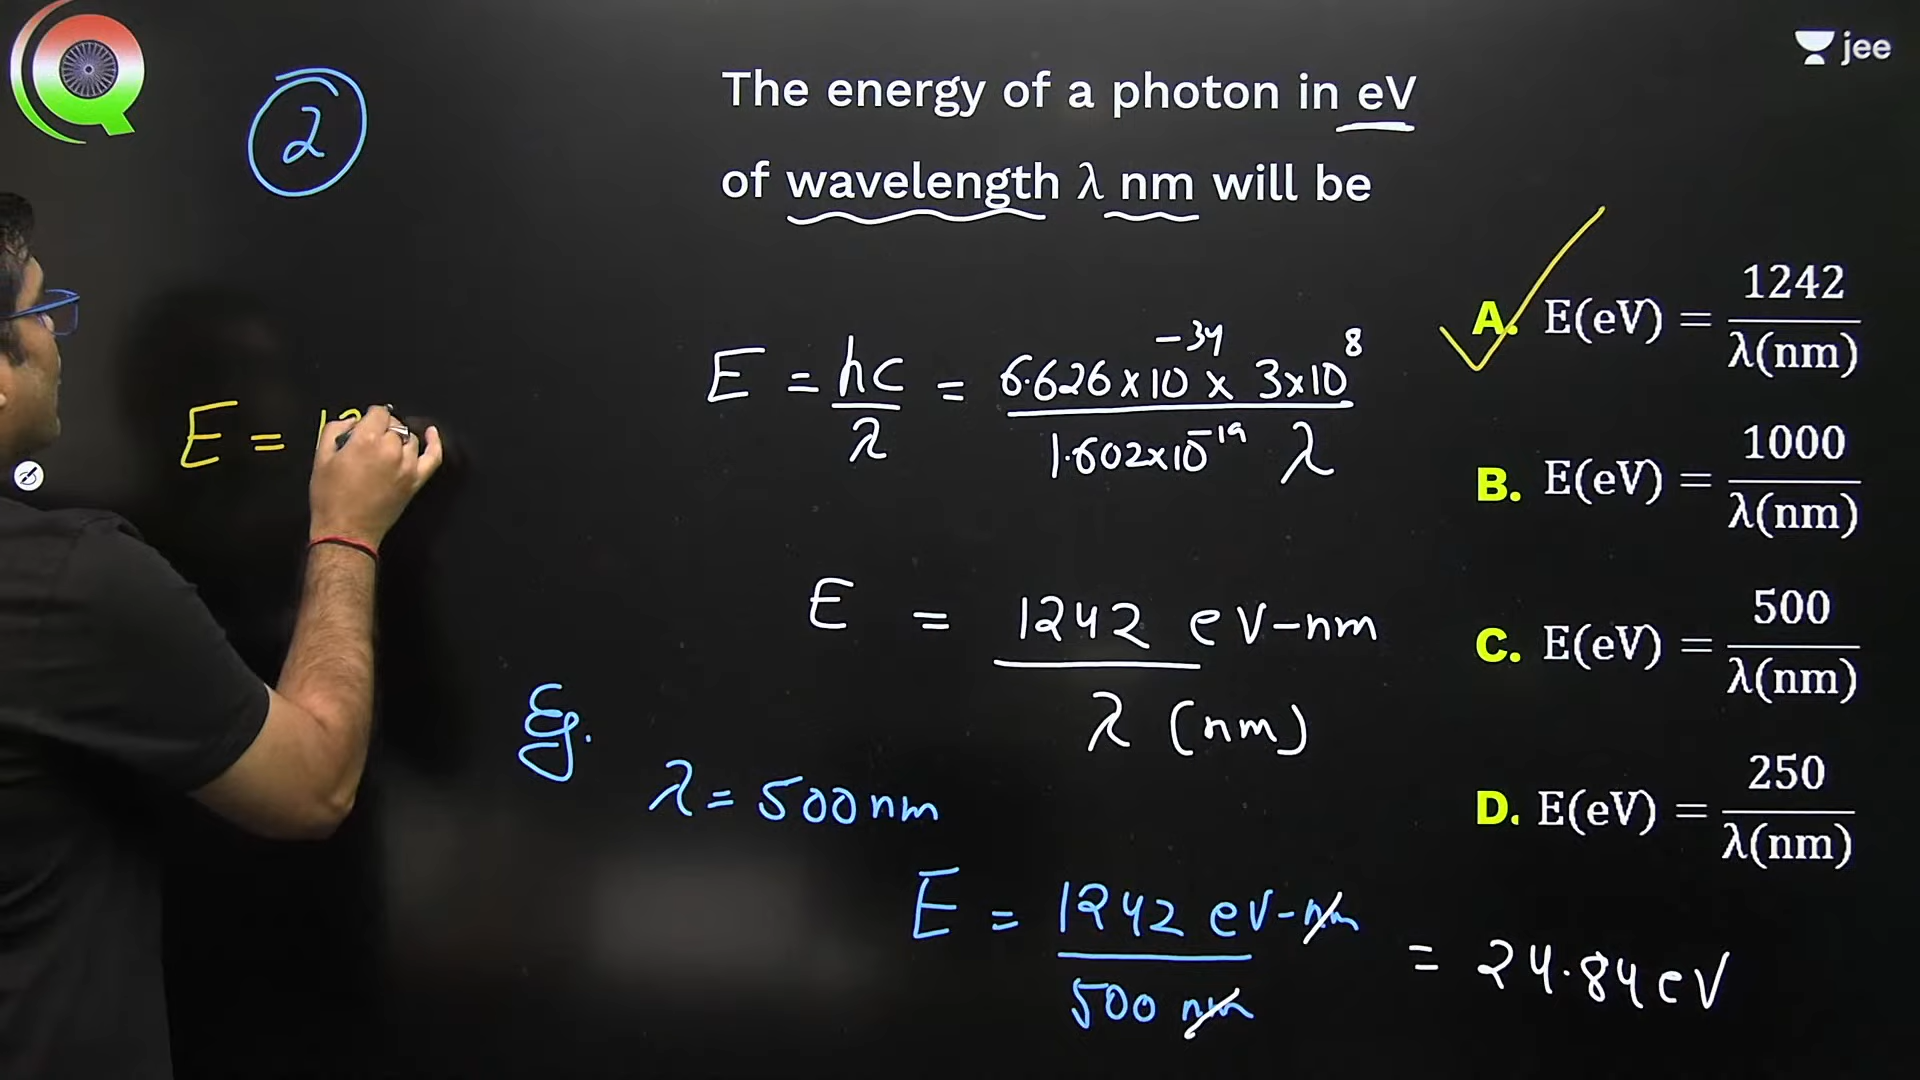 jee
2
The energy of a photon in eV
of wavelength λ nm will be
A. E(eV) = 1242 / λ(nm)
B. E(eV) = 1000 / λ(nm)
C. E(eV) = 500 / λ(nm)
D. E(eV) = 250 / λ(nm)
E = hc / λ = 6.626×10^-34 × 3×10^8 / 1.602×10^-19 λ
E = 12
E = 1242 eV-nm / λ (nm)
Eg.
λ = 500nm
E = 1242 eV-nm / 500 nm = 24.84 eV